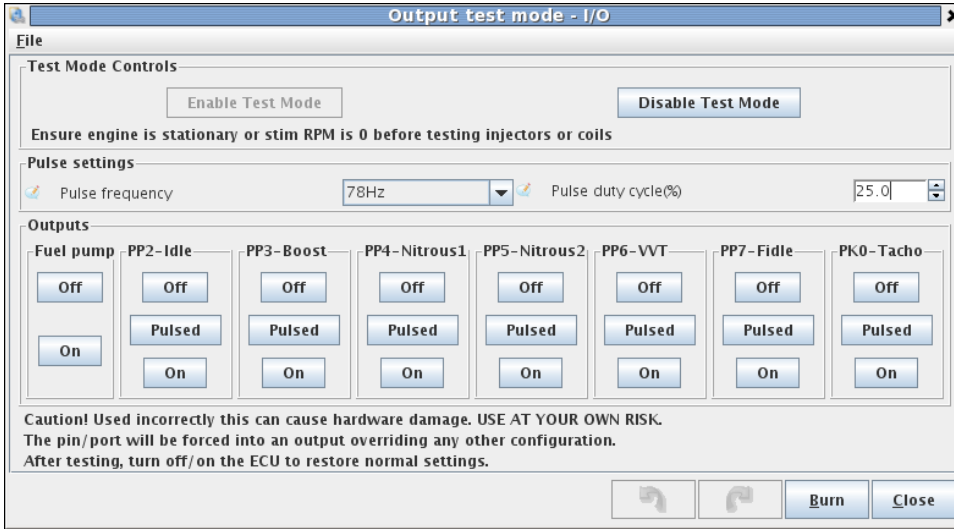 Output test mode - I/O
File
Test Mode Controls
Enable Test Mode Disable Test Mode
Ensure engine is stationary or stim RPM is 0 before testing injectors or coils
Pulse settings
Pulse frequency 78Hz Pulse duty cycle(%) 25.0
Outputs
Fuel pump PP2-Idle PP3-Boost PP4-Nitrous1 PP5-Nitrous2 PP6-VVT PP7-Fidle PK0-Tacho
Off Off Off Off Off Off Off Off
Pulsed Pulsed Pulsed Pulsed Pulsed Pulsed Pulsed
On On On On On On On On
Caution! Used incorrectly this can cause hardware damage. USE AT YOUR OWN RISK.
The pin/port will be forced into an output overriding any other configuration.
After testing, turn off/on the ECU to restore normal settings.
Burn Close